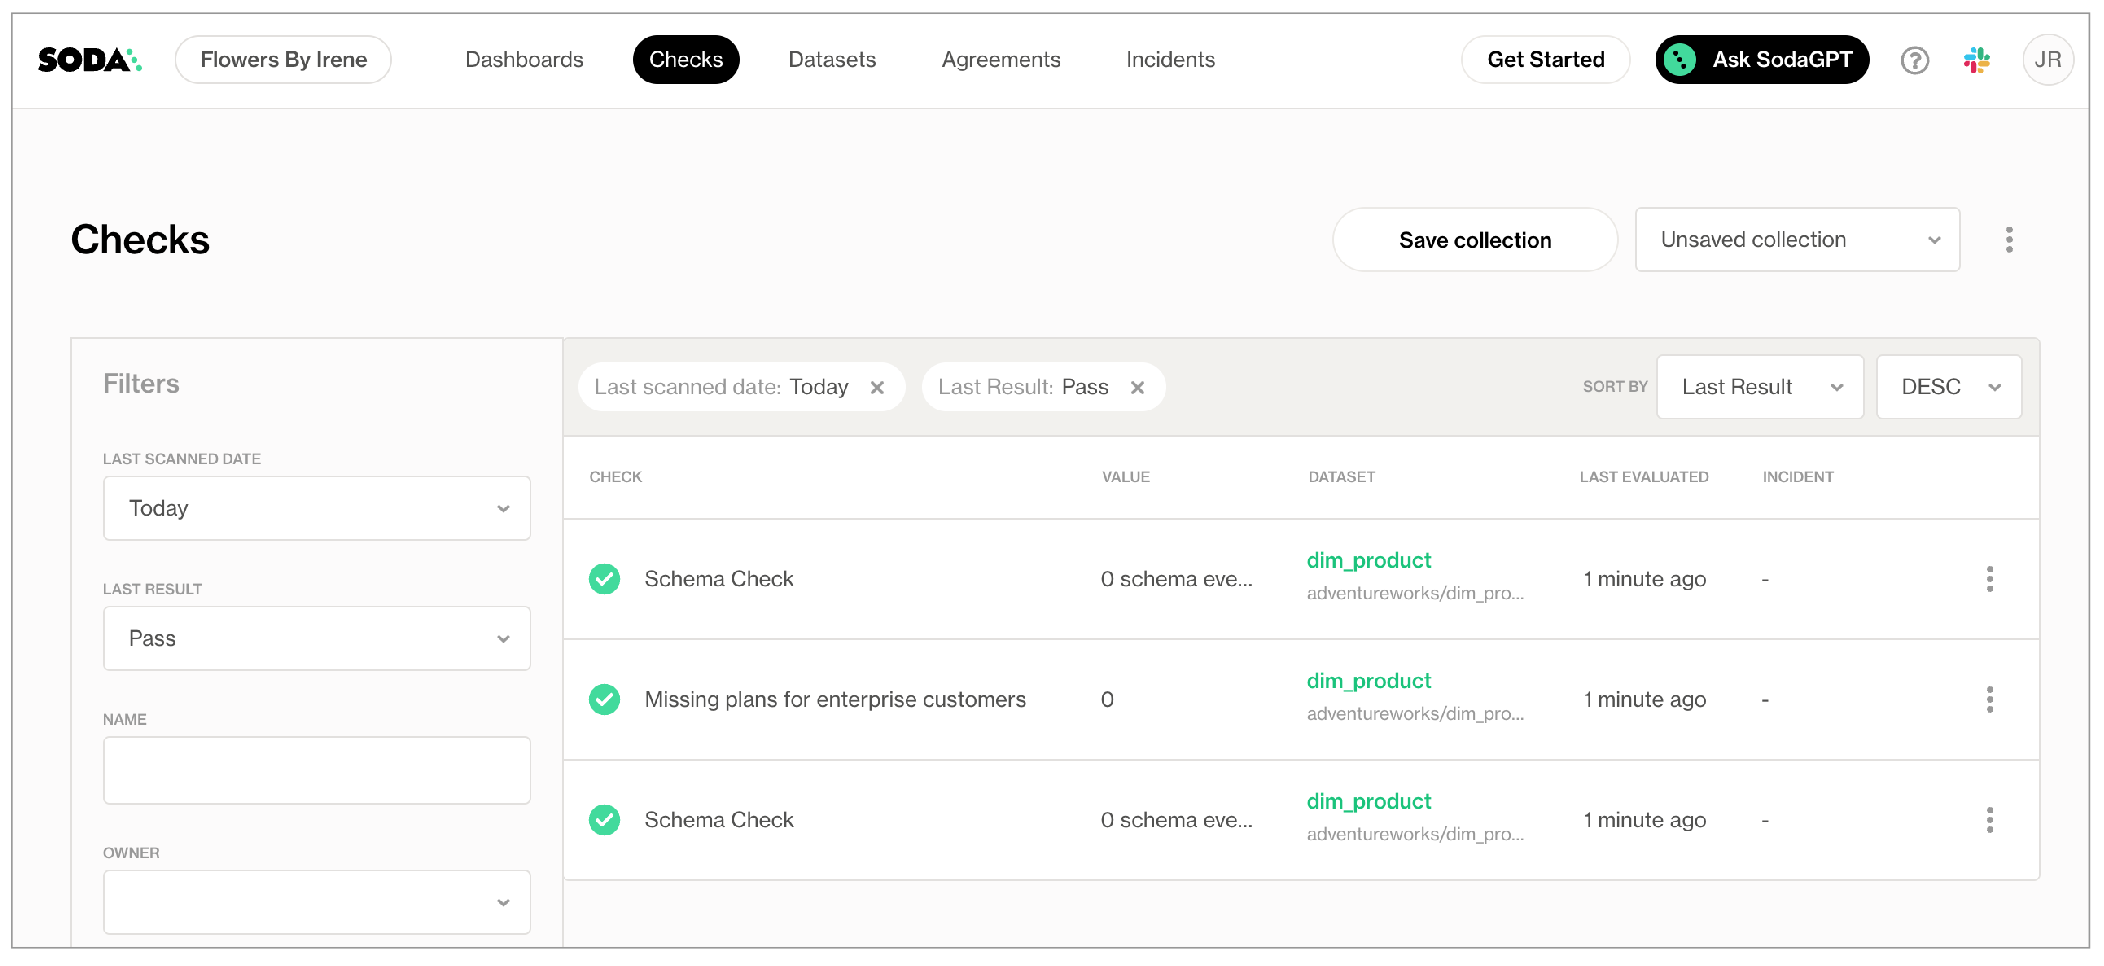 SODA Flowers By Irene Dashboards Checks Datasets Agreements Incidents Get Started Ask SodaGPT ? JR
Checks Save collection Unsaved collection
Filters
LAST SCANNED DATE
Today
LAST RESULT
Pass
NAME
OWNER
Last scanned date: Today Last Result: Pass SORT BY Last Result DESC
CHECK VALUE DATASET LAST EVALUATED INCIDENT
Schema Check 0 schema eve... dim_product 1 minute ago -
adventureworks/dim_pro...
Missing plans for enterprise customers 0 dim_product 1 minute ago -
adventureworks/dim_pro...
Schema Check 0 schema eve... dim_product 1 minute ago -
adventureworks/dim_pro...